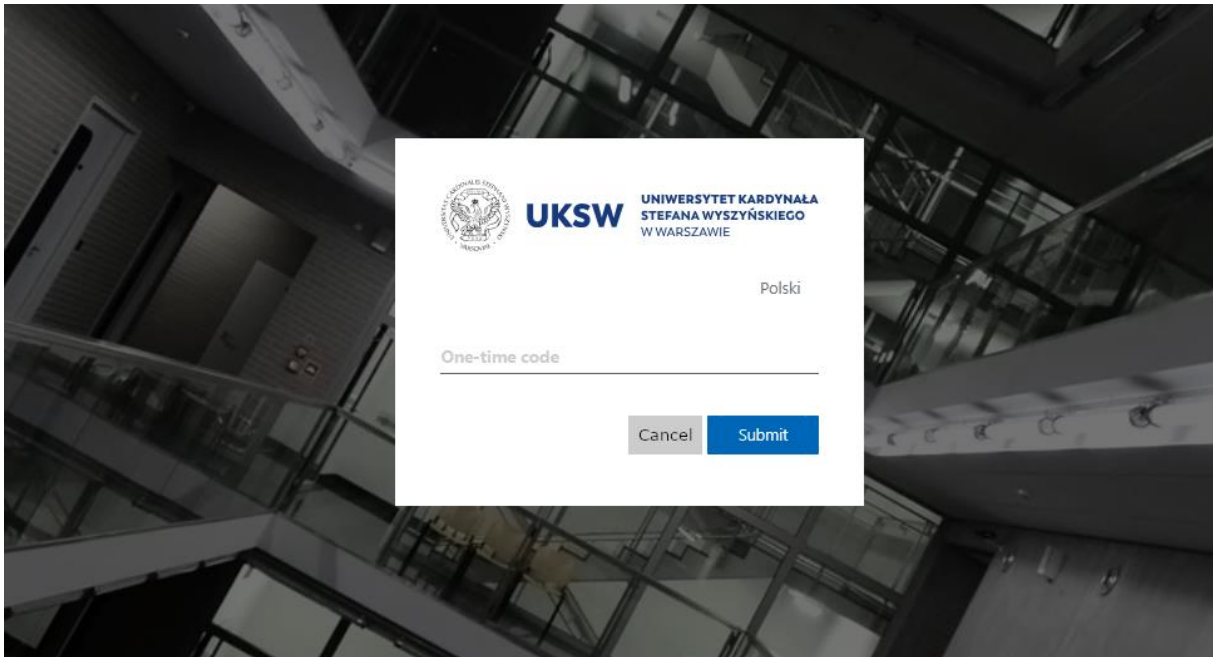 UKSW
UNIWERSYTET KARDYNAŁA
STEFANA WYSZYŃSKIEGO
W WARSZAWIE
Polski
One-time code
Cancel
Submit